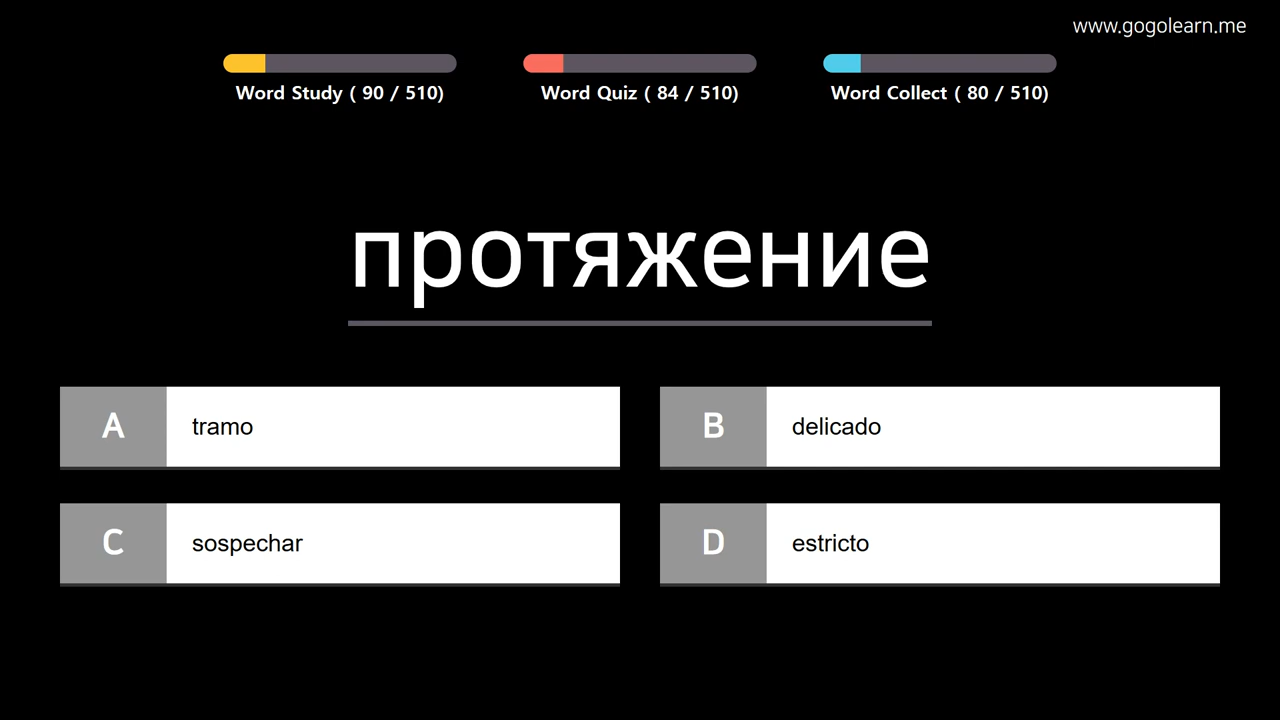 www.gogolearn.me
Word Study ( 90 / 510)
Word Quiz ( 84 / 510)
Word Collect ( 80 / 510)
протяжение
A tramo
B delicado
C sospechar
D estricto